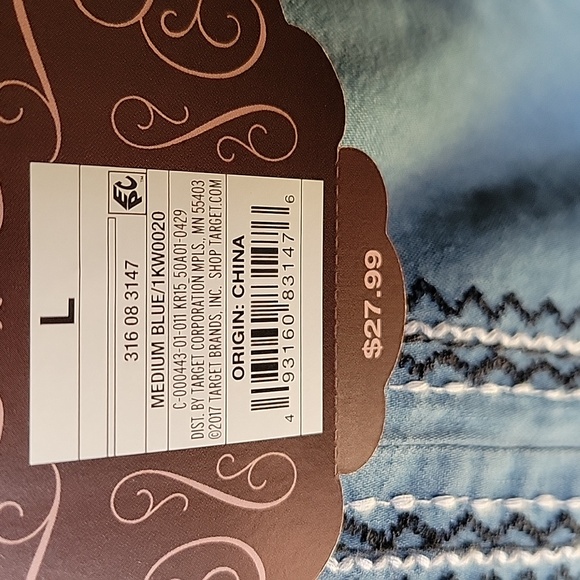 L
316 08 3147
EPC
MEDIUM BLUE/1KW0020
C-000443-01-011 KR15 50A01-0429
DIST. BY TARGET CORPORATION MPLS., MN 55403
©2017 TARGET BRANDS, INC. SHOP TARGET.COM
ORIGIN: CHINA
4 93160 83147 6
$27.99